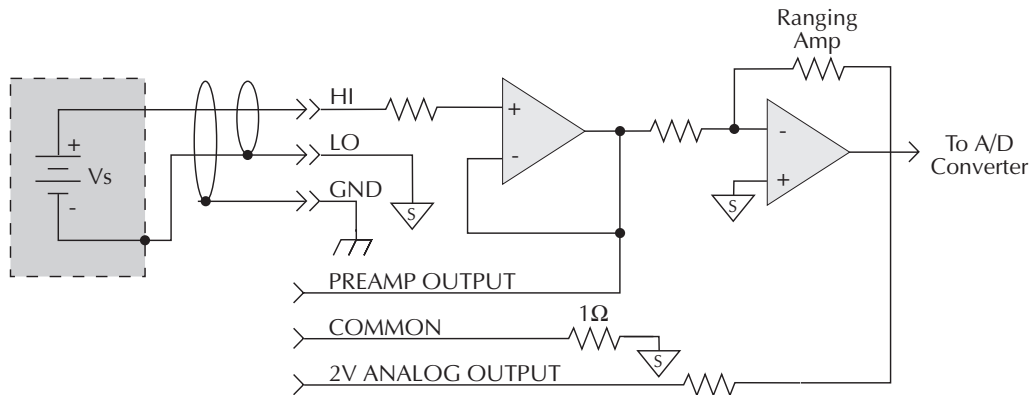 Ranging
Amp
HI
+
+
Vs
-
LO
-
-
+
To A/D
Converter
GND
S
S
PREAMP OUTPUT
COMMON
1Ω
S
2V ANALOG OUTPUT